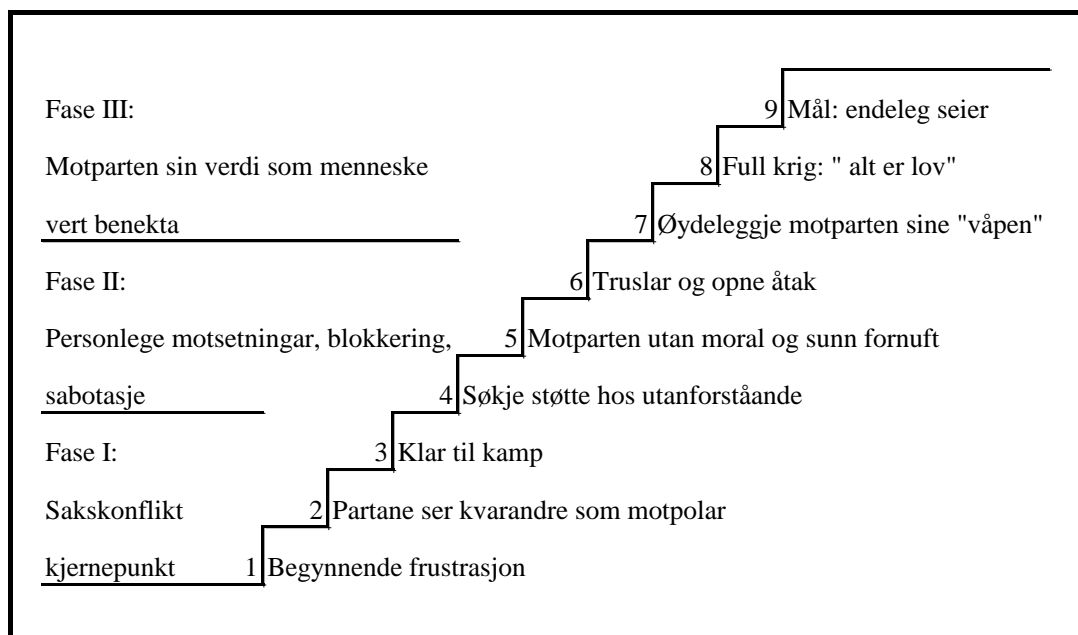 Fase III: 9 Mål: endeleg seier
Motparten sin verdi som menneske 8 Full krig: " alt er lov"
vert benekta 7 Øydeleggje motparten sine "våpen"
Fase II: 6 Truslar og opne åtak
Personlege motsetningar, blokkering, 5 Motparten utan moral og sunn fornuft
sabotasje 4 Søkje støtte hos utanforståande
Fase I: 3 Klar til kamp
Sakskonflikt 2 Partane ser kvarandre som motpolar
kjernepunkt 1 Begynnende frustrasjon